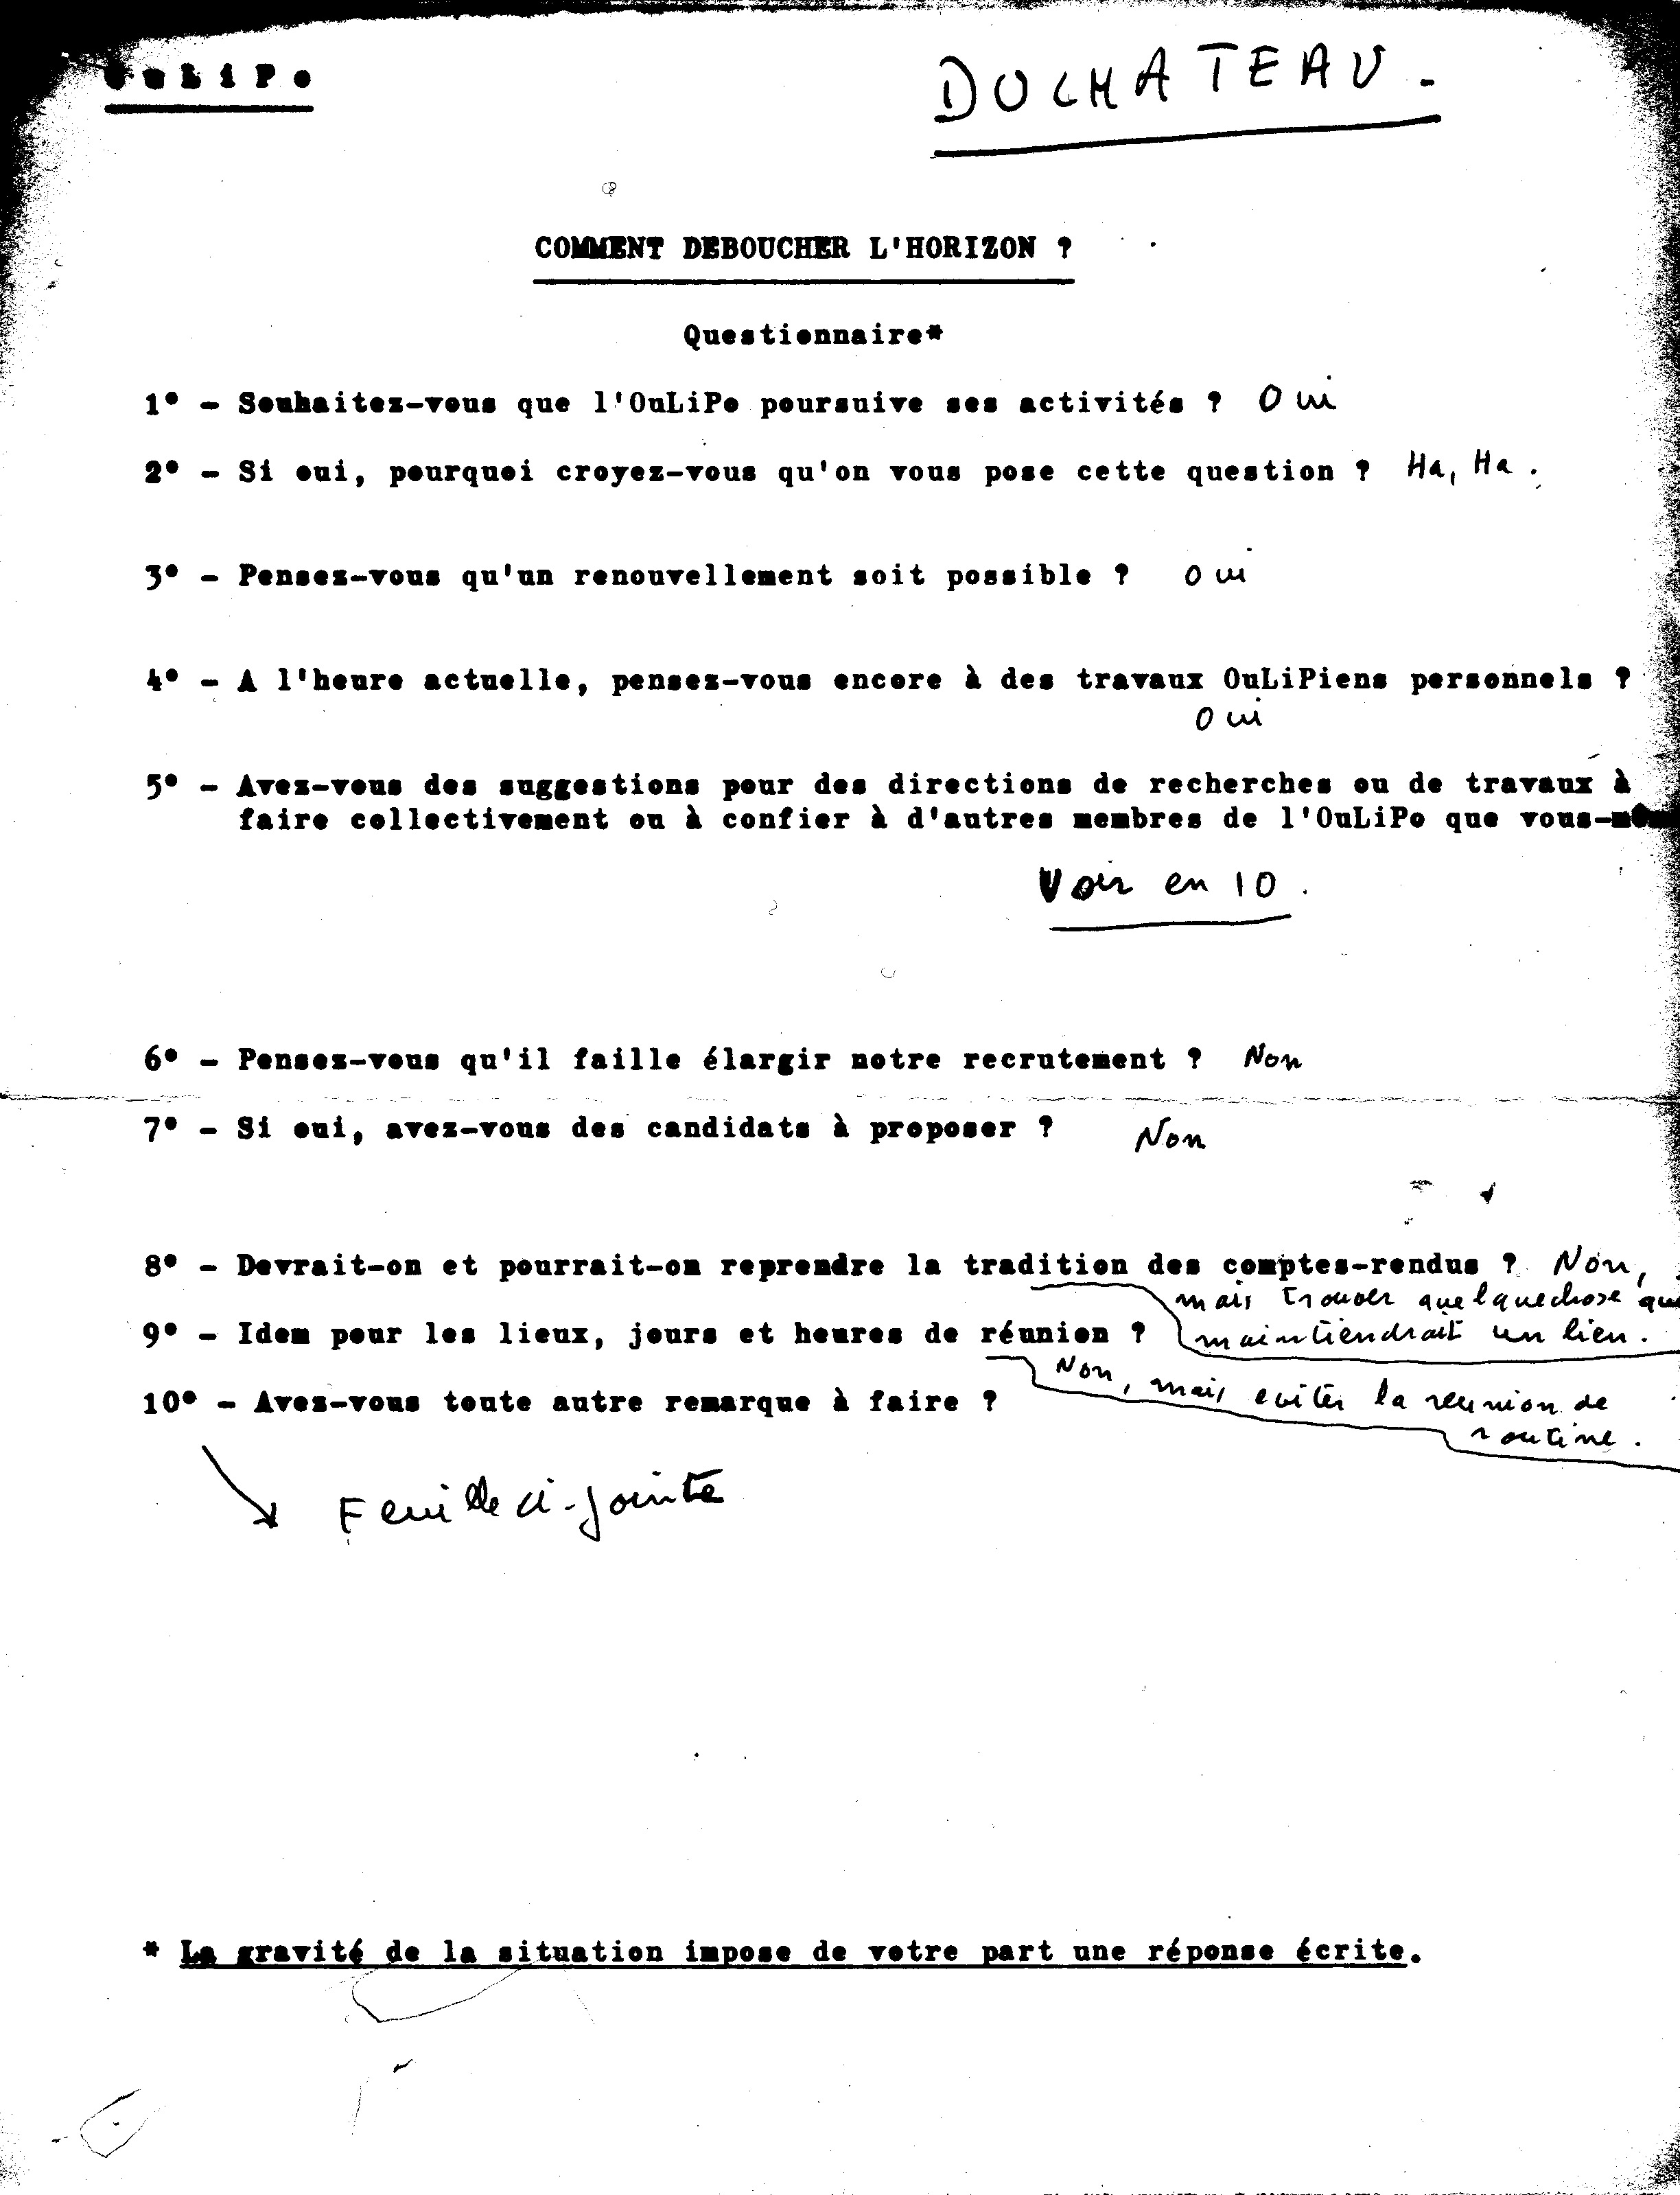 OuLiPo
DUCHATEAU.
COMMENT DEBOUCHER L'HORIZON ?
Questionnaire*
1° - Souhaitez-vous que l'OuLiPo poursuive ses activités ? Oui
2° - Si oui, pourquoi croyez-vous qu'on vous pose cette question ? Ha, Ha.
3° - Pensez-vous qu'un renouvellement soit possible ? oui
4° - A l'heure actuelle, pensez-vous encore à des travaux OuLiPiens personnels ?
oui
5° - Avez-vous des suggestions pour des directions de recherches ou de travaux à
faire collectivement ou à confier à d'autres membres de l'OuLiPo que vous-
Voir en 10.
6° - Pensez-vous qu'il faille élargir notre recrutement ? Non
7° - Si oui, avez-vous des candidats à proposer ? Non
8° - Devrait-on et pourrait-on reprendre la tradition des comptes-rendus ? Non,
mais trouver quelque chose qui
maintiendrait un lien.
9° - Idem pour les lieux, jours et heures de réunion ?
Non, mais eviter la reunion de
routine.
10° - Avez-vous toute autre remarque à faire ?
Feuille ci-jointe
* La gravité de la situation impose de votre part une réponse écrite.